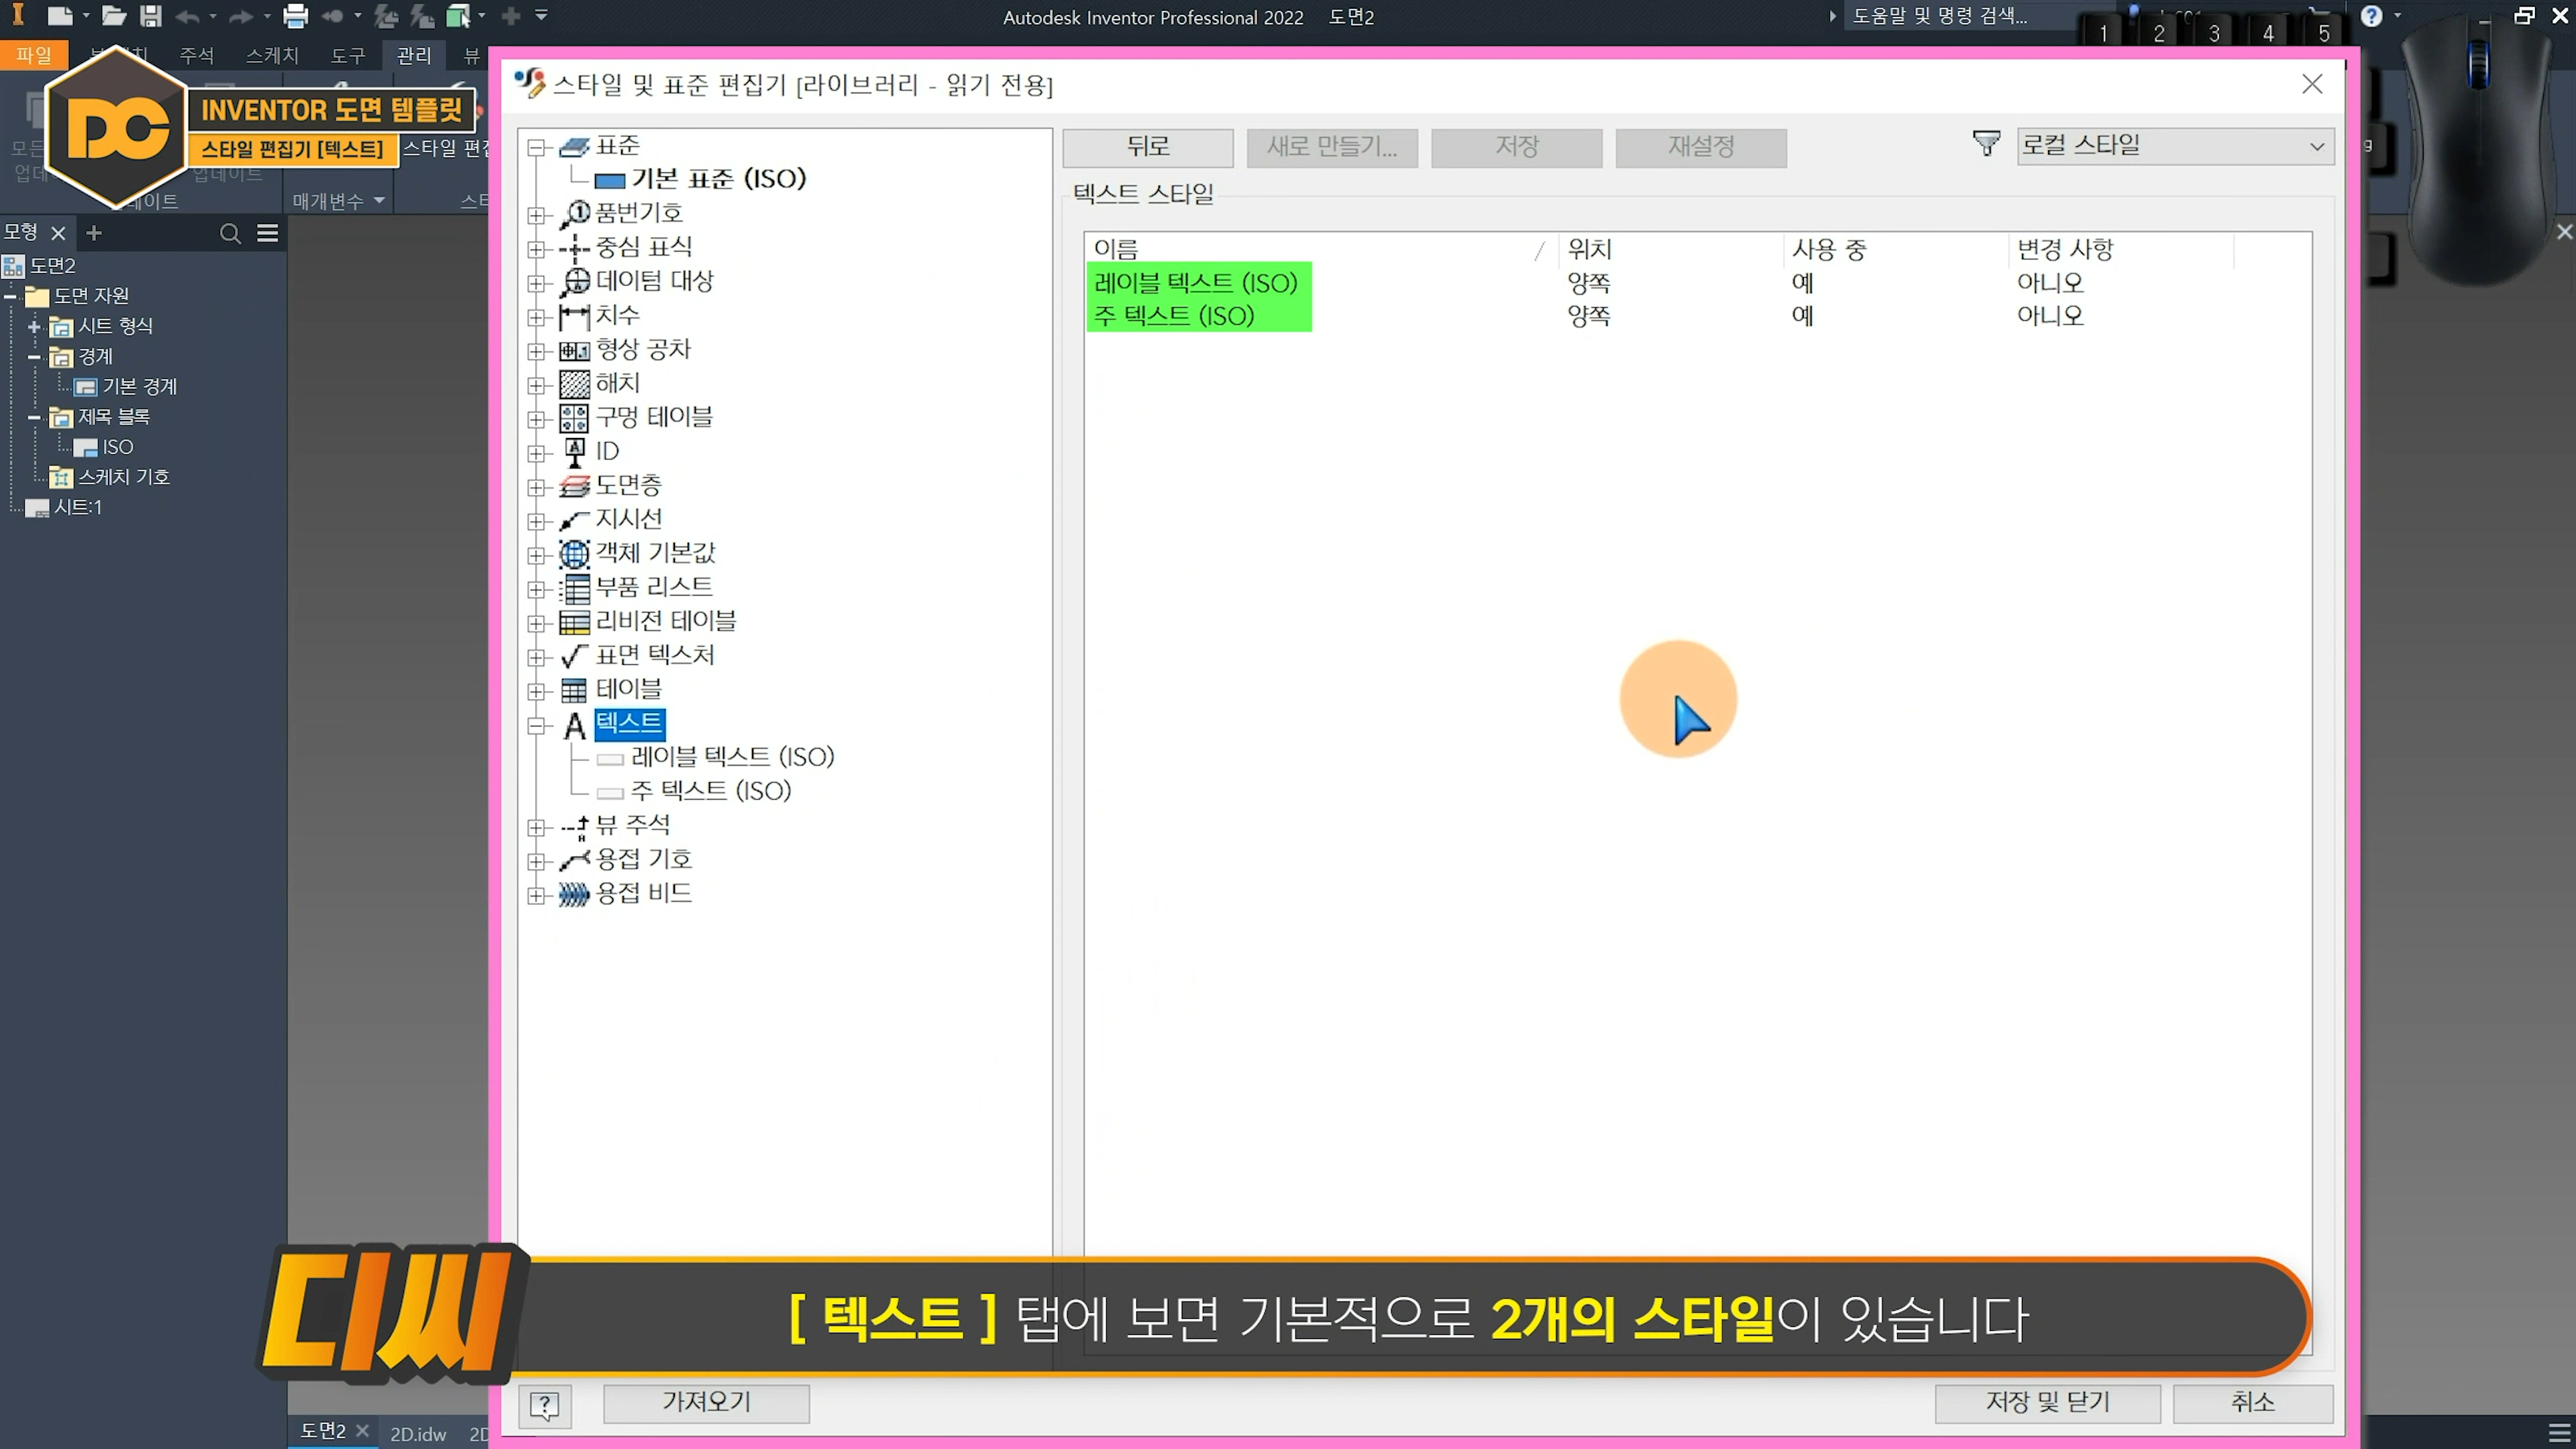 Autodesk Inventor Professional 2022 도면2
도움말 및 명령 검색...
1 2 3 4 5
파일 주석 스케치 도구 관리 뷰
DC
INVENTOR 도면 템플릿
스타일 편집기 [텍스트]
스타일 편집
매개변수
모형
도면2
도면 자원
시트 형식
경계
기본 경계
제목 블록
ISO
스케치 기호
시트:1
스타일 및 표준 편집기 [라이브러리 - 읽기 전용]
표준
기본 표준 (ISO)
품번기호
중심 표식
데이텀 대상
치수
형상 공차
해치
구멍 테이블
ID
도면층
지시선
객체 기본값
부품 리스트
리비전 테이블
표면 텍스처
테이블
텍스트
레이블 텍스트 (ISO)
주 텍스트 (ISO)
뷰 주석
용접 기호
용접 비드
뒤로 새로 만들기... 저장 재설정 로컬 스타일
텍스트 스타일
이름 위치 사용 중 변경 사항
레이블 텍스트 (ISO) 양쪽 예 아니오
주 텍스트 (ISO) 양쪽 예 아니오
디씨
[ 텍스트 ] 탭에 보면 기본적으로 2개의 스타일이 있습니다
가져오기 저장 및 닫기 취소
도면2 2D.idw